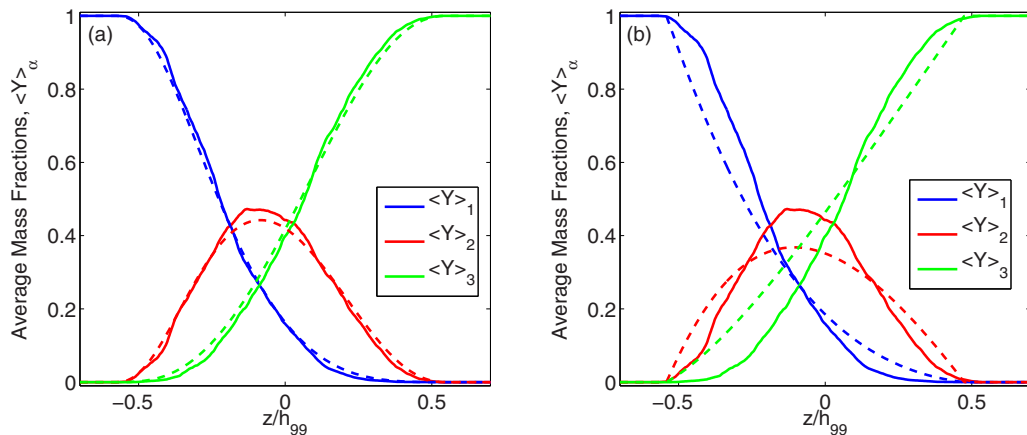 (a)
Average Mass Fractions, <Y>α
1
0.8
0.6
0.4
0.2
0
−0.5
0
0.5
z/h99
<Y>1
<Y>2
<Y>3
(b)
Average Mass Fractions, <Y>α
1
0.8
0.6
0.4
0.2
0
−0.5
0
0.5
z/h99
<Y>1
<Y>2
<Y>3